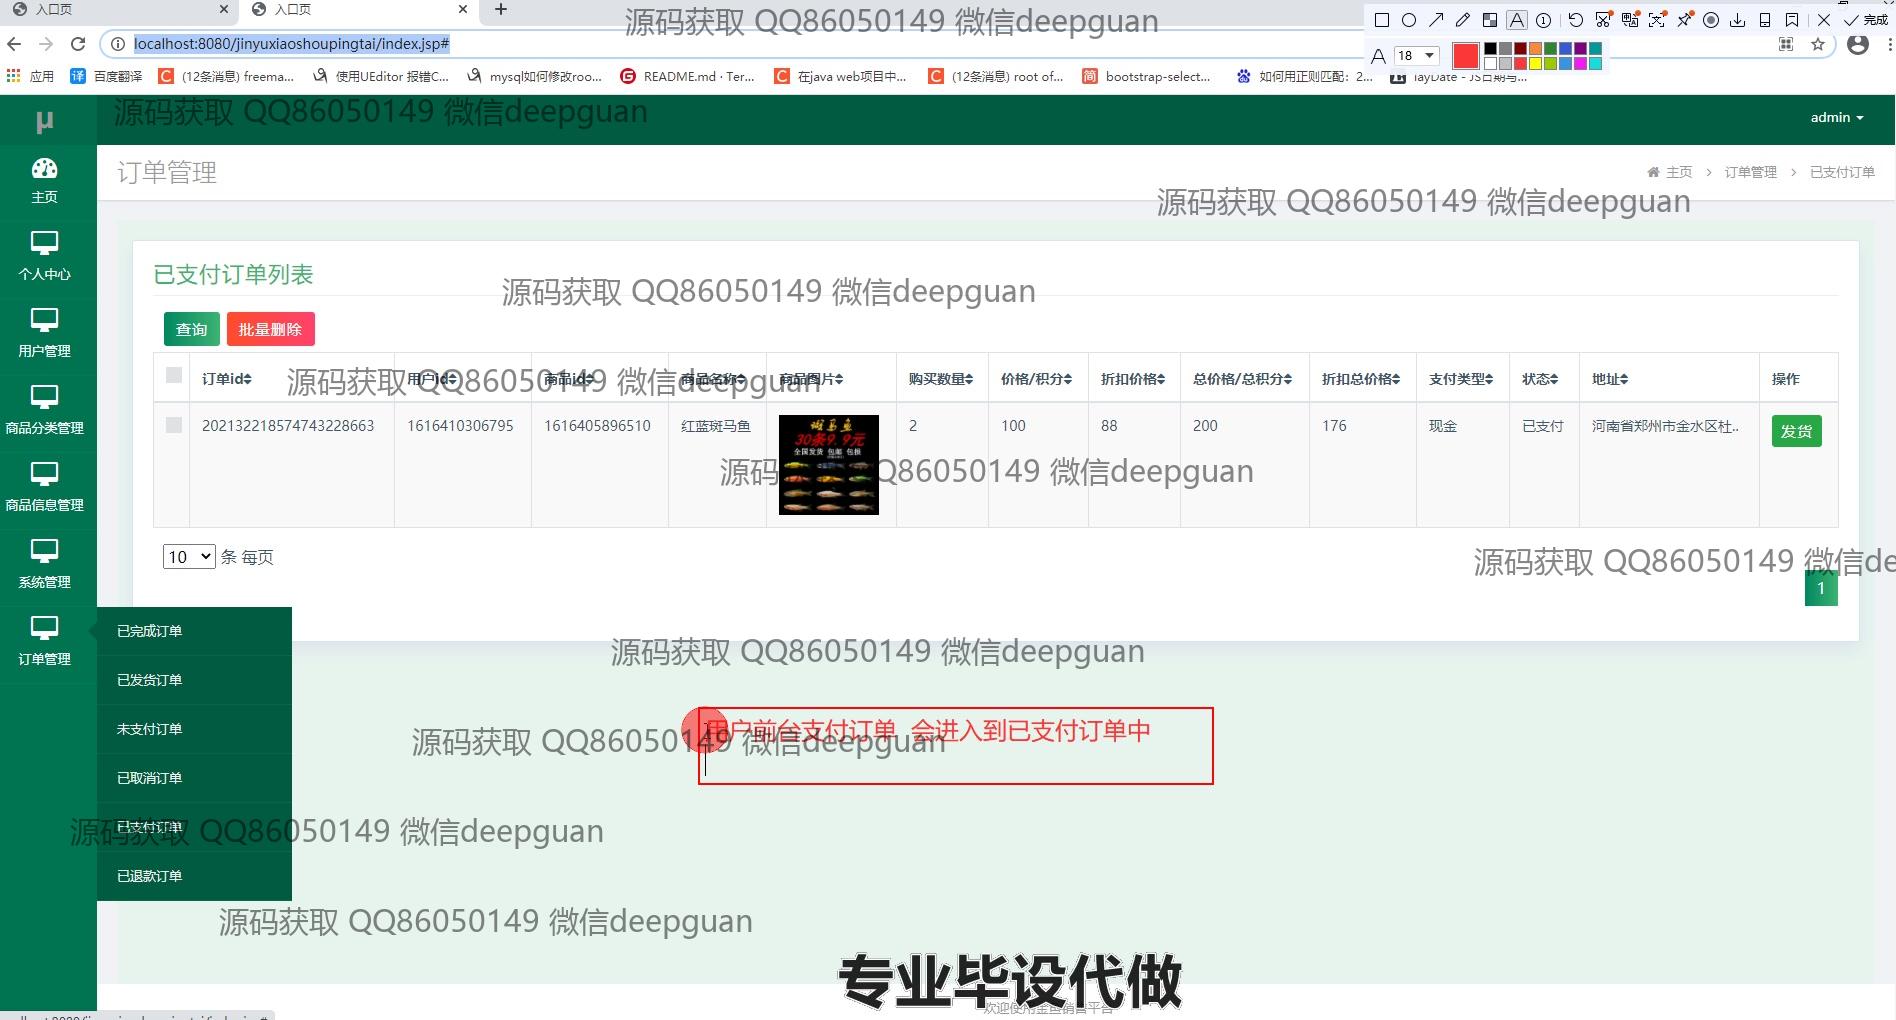 入口页
入口页
源码获取 QQ86050149 微信deepguan
完成
localhost:8080/jinyuxiaoshoupingtai/index.jsp#
18
应用
百度翻译
(12条消息) freema...
使用UEditor 报错C...
mysql如何修改roo...
README.md · Ter...
在java web项目中...
(12条消息) root of...
bootstrap-select...
如何用正则匹配：2...
layDate - JS日期与...
µ
源码获取 QQ86050149 微信deepguan
admin
主页
订单管理
主页 > 订单管理 > 已支付订单
源码获取 QQ86050149 微信deepguan
个人中心
已支付订单列表
源码获取 QQ86050149 微信deepguan
查询 批量删除
用户管理
订单id 用户id 商品id 商品名称 商品图片 购买数量 价格/积分 折扣价格 总价格/总积分 折扣总价格 支付类型 状态 地址 操作
源码获取 QQ86050149 微信deepguan
202132218574743228663 1616410306795 1616405896510 红蓝斑马鱼 2 100 88 200 176 现金 已支付 河南省郑州市金水区杜.. 发货
斑马鱼
30条9.9元
全国发货 包邮 包损
商品分类管理
源码 Q86050149 微信deepguan
商品信息管理
10 条 每页
源码获取 QQ86050149 微信de
1
系统管理
订单管理
已完成订单
源码获取 QQ86050149 微信deepguan
已发货订单
未支付订单
用户前台支付订单 会进入到已支付订单中
源码获取 QQ86050149 微信deepguan
已取消订单
已支付订单
源码获取 QQ86050149 微信deepguan
已退款订单
源码获取 QQ86050149 微信deepguan
专业毕设代做
欢迎使用金鱼销售平台